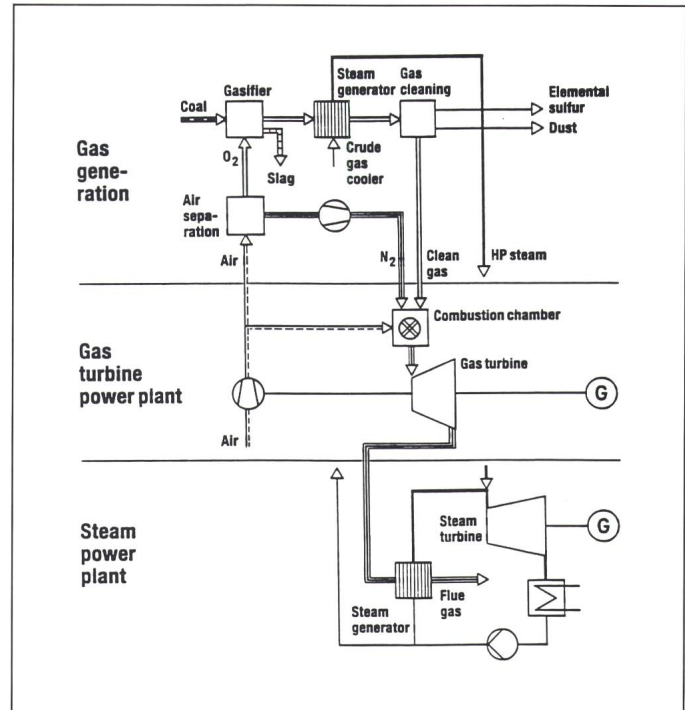 Gas
gene-
ration
Coal
Gasifier
Steam
generator
Gas
cleaning
Elemental
sulfur
Dust
O2
Slag
Crude
gas
cooler
Air
sepa-
ration
Air
N2
Clean
gas
HP steam
Gas
turbine
power plant
Combustion chamber
Gas turbine
G
Air
Steam
power
plant
Steam
turbine
G
Steam
generator
Flue
gas